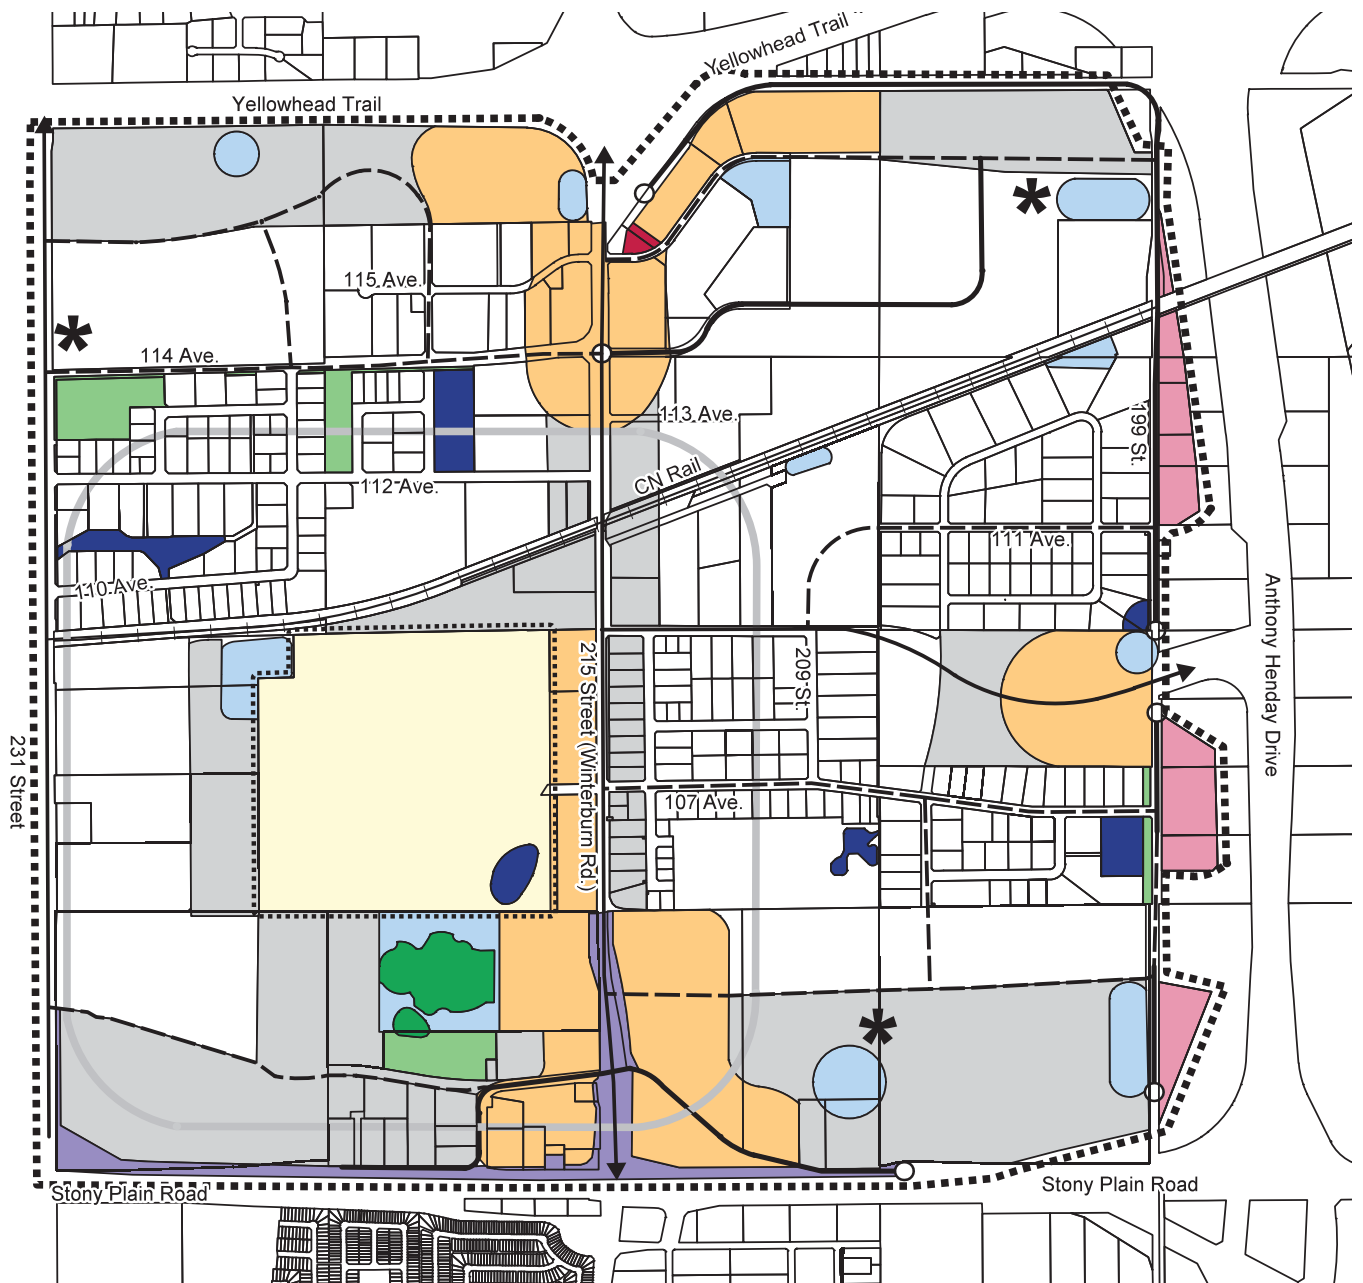 Yellowhead Trail
Yellowhead Trail
115 Ave.
*
*
114 Ave.
113 Ave.
199 St.
CN Rail
112 Ave.
111 Ave.
110 Ave.
Anthony Henday Drive
215 Street (Winterburn Rd.)
209 St.
231 Street
107 Ave.
*
Stony Plain Road
Stony Plain Road